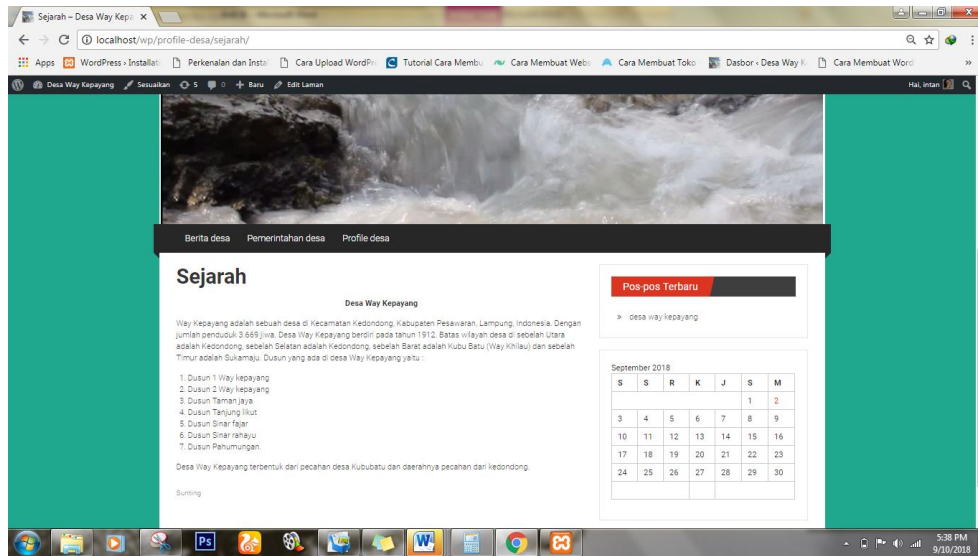 Sejarah – Desa Way Kepa
localhost/wp/profile-desa/sejarah/
Apps WordPress › Installati Perkenalan dan Insta Cara Upload WordPr Tutorial Cara Membu Cara Membuat Webs Cara Membuat Toko Dasbor ‹ Desa Way K Cara Membuat Word »
Desa Way Kepayang Sesuaikan 5 0 + Baru Edit Laman Hai, intan
Berita desa Pemerintahan desa Profile desa
Sejarah
Desa Way Kepayang
Way Kepayang adalah sebuah desa di Kecamatan Kedondong, Kabupaten Pesawaran, Lampung, Indonesia. Dengan
jumlah penduduk 3.669 jiwa. Desa Way Kepayang berdiri pada tahun 1912. Batas wilayah desa di sebelah Utara
adalah Kedondong, sebelah Selatan adalah Kedondong, sebelah Barat adalah Kubu Batu (Way Khilau) dan sebelah
Timur adalah Sukamaju. Dusun yang ada di desa Way Kepayang yaitu :
1. Dusun 1 Way kepayang
2. Dusun 2 Way kepayang
3. Dusun Taman jaya
4. Dusun Tanjung likut
5. Dusun Sinar fajar
6. Dusun Sinar rahayu
7. Dusun Pahumungan.
Desa Way Kepayang terbentuk dari pecahan desa Kububatu dan daerahnya pecahan dari kedondong.
Sunting
Pos-pos Terbaru
» desa way kepayang
September 2018
S S R K J S M
1 2
3 4 5 6 7 8 9
10 11 12 13 14 15 16
17 18 19 20 21 22 23
24 25 26 27 28 29 30
Ps W
5:38 PM
9/10/2018